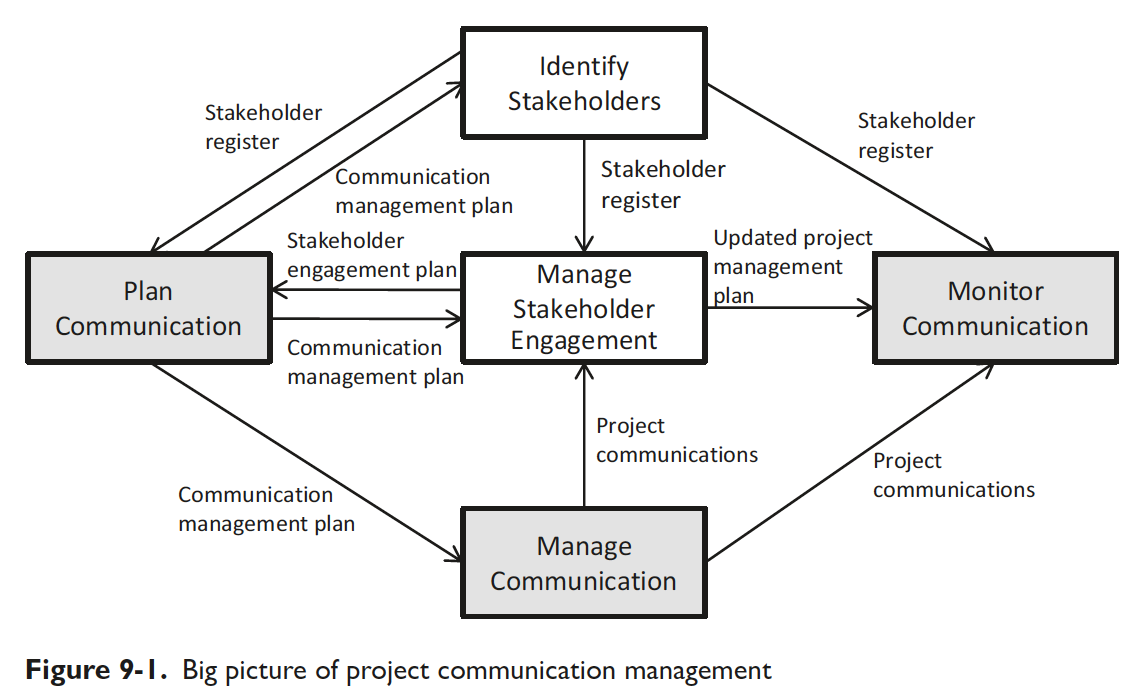 Identify
Stakeholders
Stakeholder
register
Stakeholder
register
Communication
management plan
Stakeholder
register
Stakeholder
engagement plan
Updated project
management
plan
Plan
Communication
Manage
Stakeholder
Engagement
Monitor
Communication
Communication
management plan
Project
communications
Project
communications
Communication
management plan
Manage
Communication
Figure 9-1. Big picture of project communication management